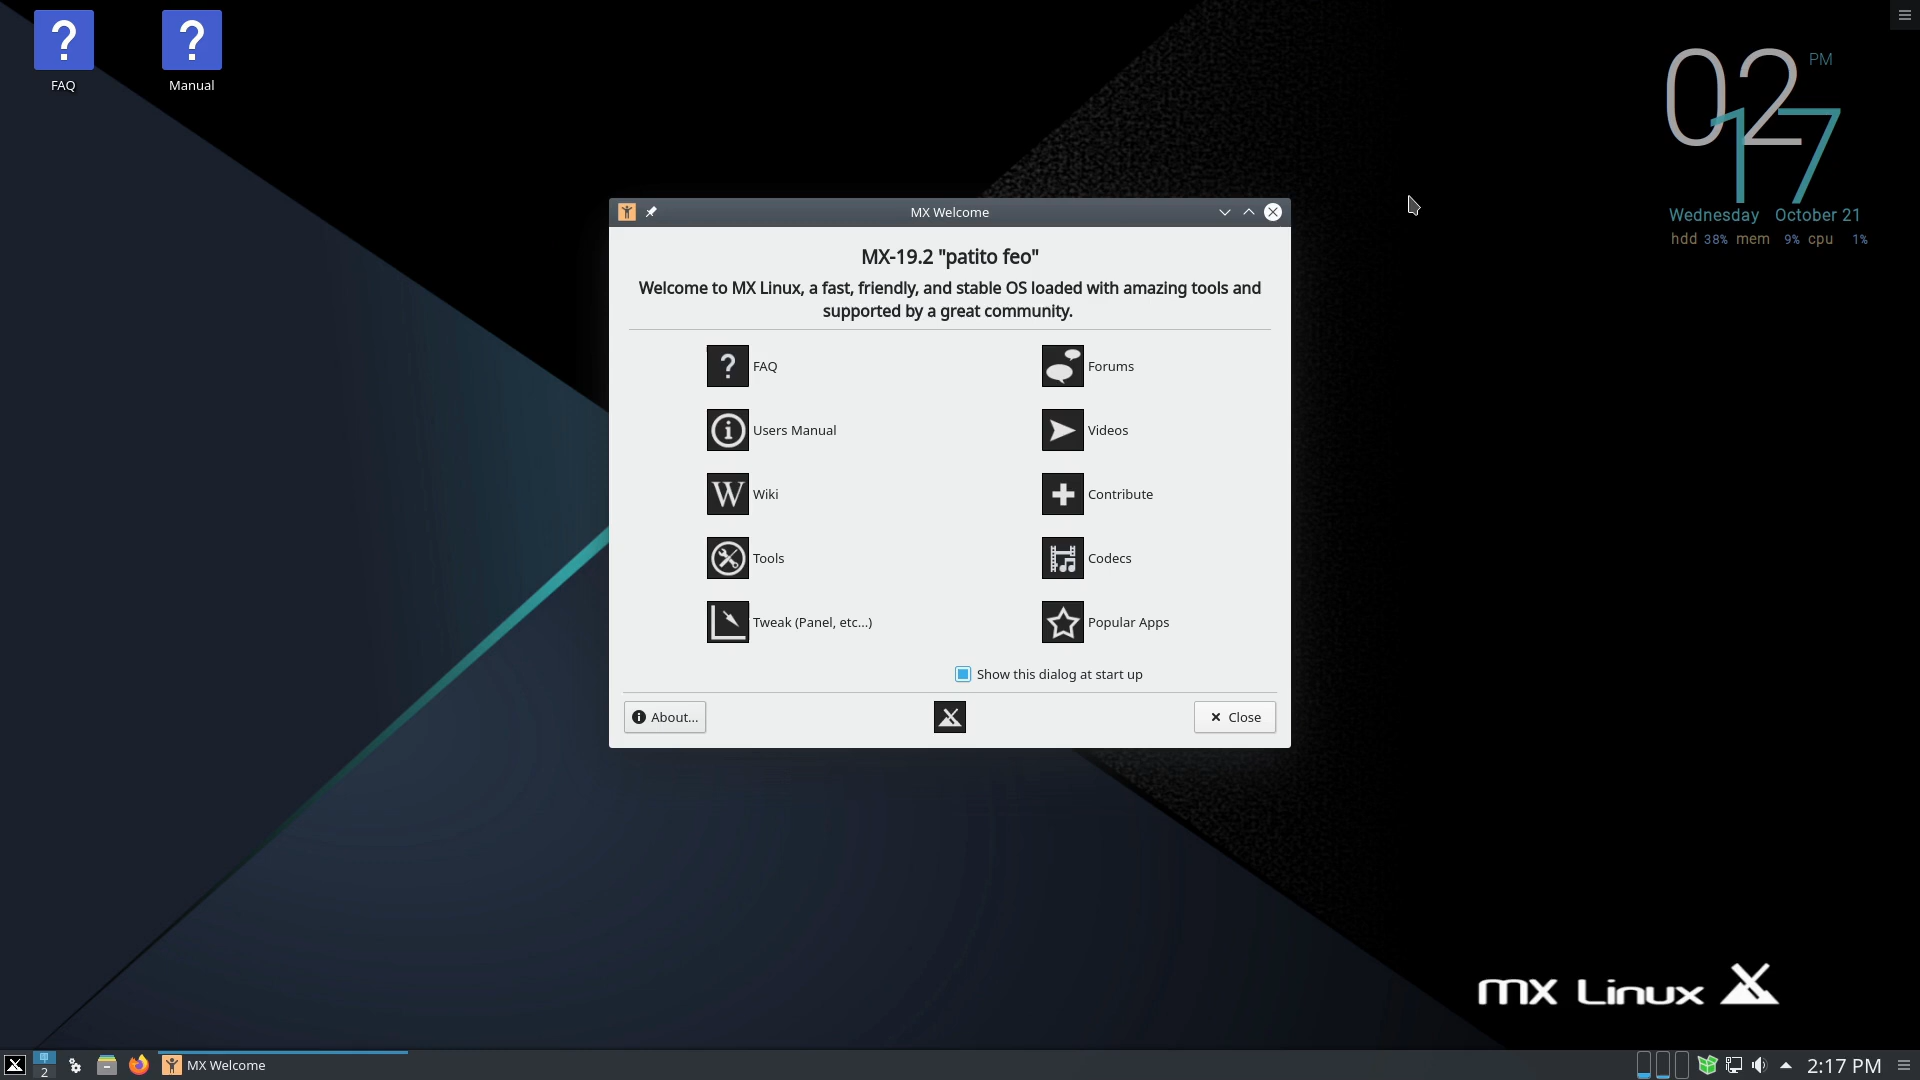 FAQ
Manual
02 PM
17
Wednesday October 21
hdd 38% mem 9% cpu 1%
MX Welcome
MX-19.2 "patito feo"
Welcome to MX Linux, a fast, friendly, and stable OS loaded with amazing tools and
supported by a great community.
? FAQ
Forums
i Users Manual
Videos
W Wiki
Contribute
Tools
Codecs
Tweak (Panel, etc...)
Popular Apps
Show this dialog at start up
About...
Close
MX Linux
2
MX Welcome
2:17 PM